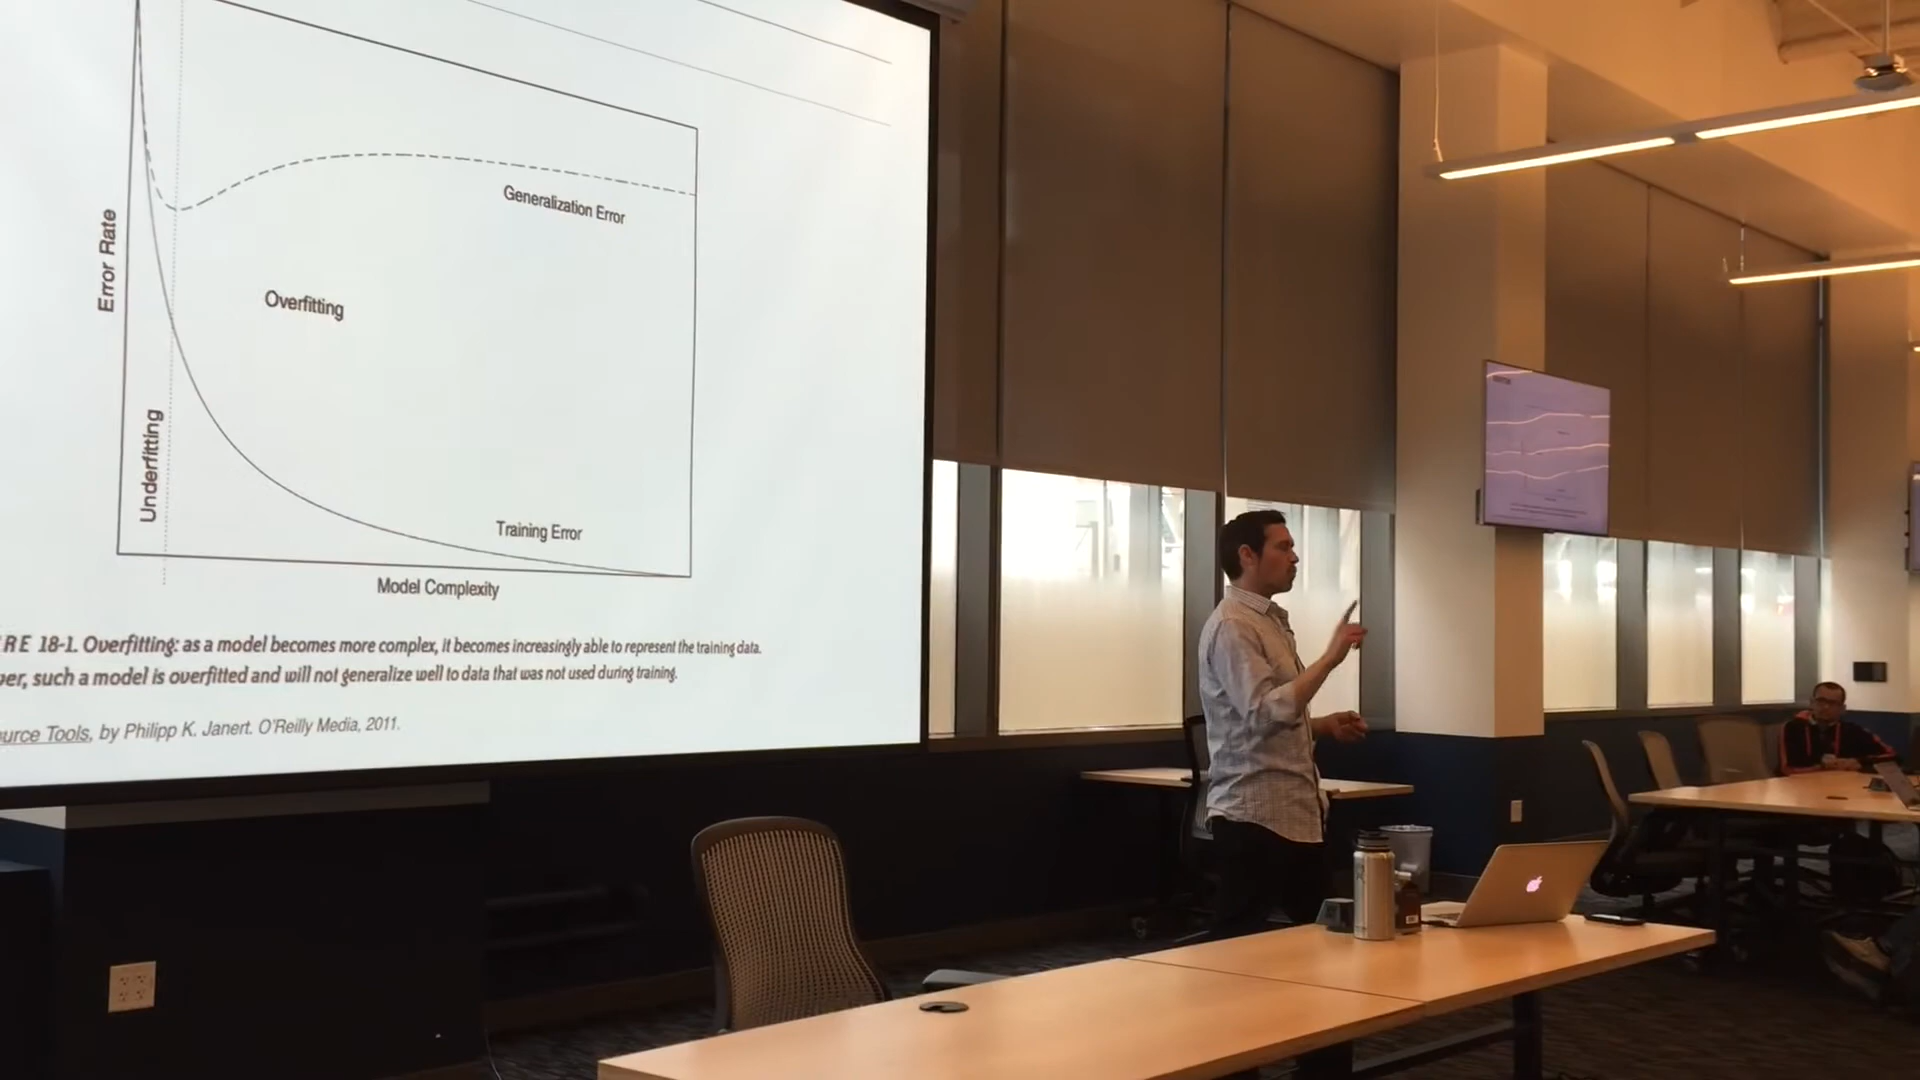 Generalization Error
Error Rate
Overfitting
Underfitting
Training Error
Model Complexity
RE 18-1. Overfitting: as a model becomes more complex, it becomes increasingly able to represent the training data.
ver, such a model is overfitted and will not generalize well to data that was not used during training.
urce Tools, by Philipp K. Janert. O'Reilly Media, 2011.